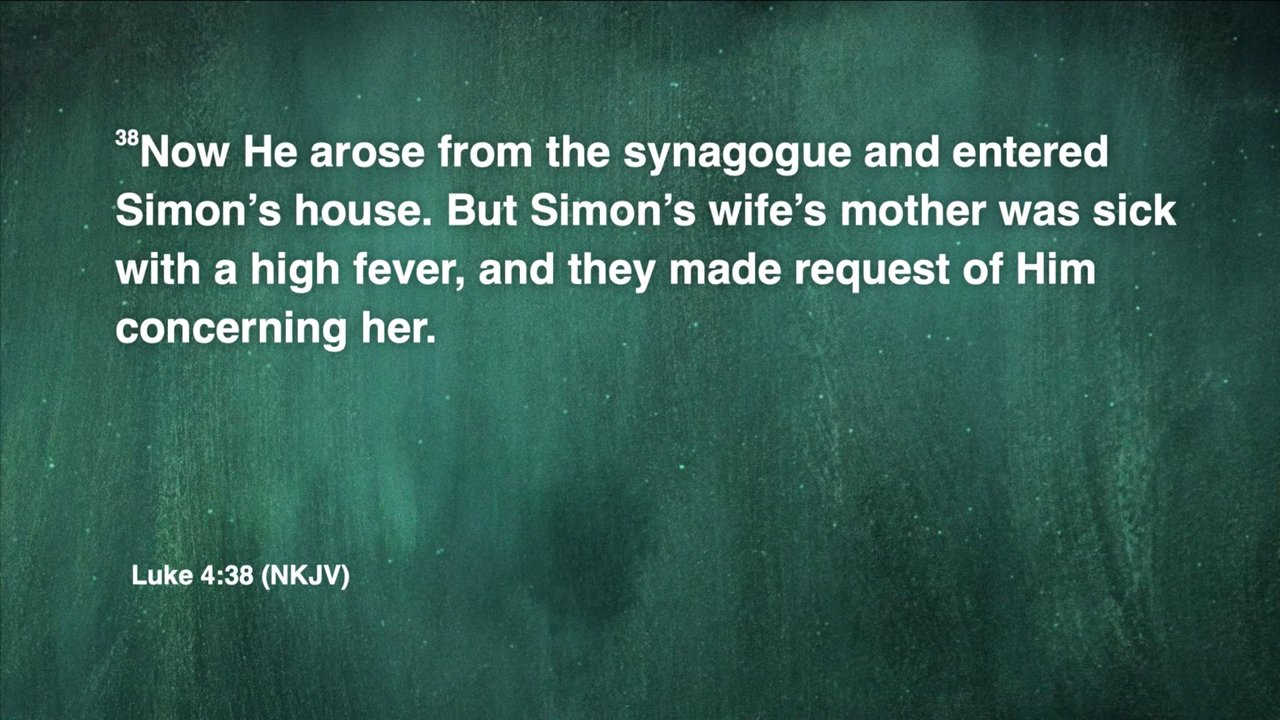 38Now He arose from the synagogue and entered
Simon’s house. But Simon’s wife’s mother was sick
with a high fever, and they made request of Him
concerning her.
Luke 4:38 (NKJV)